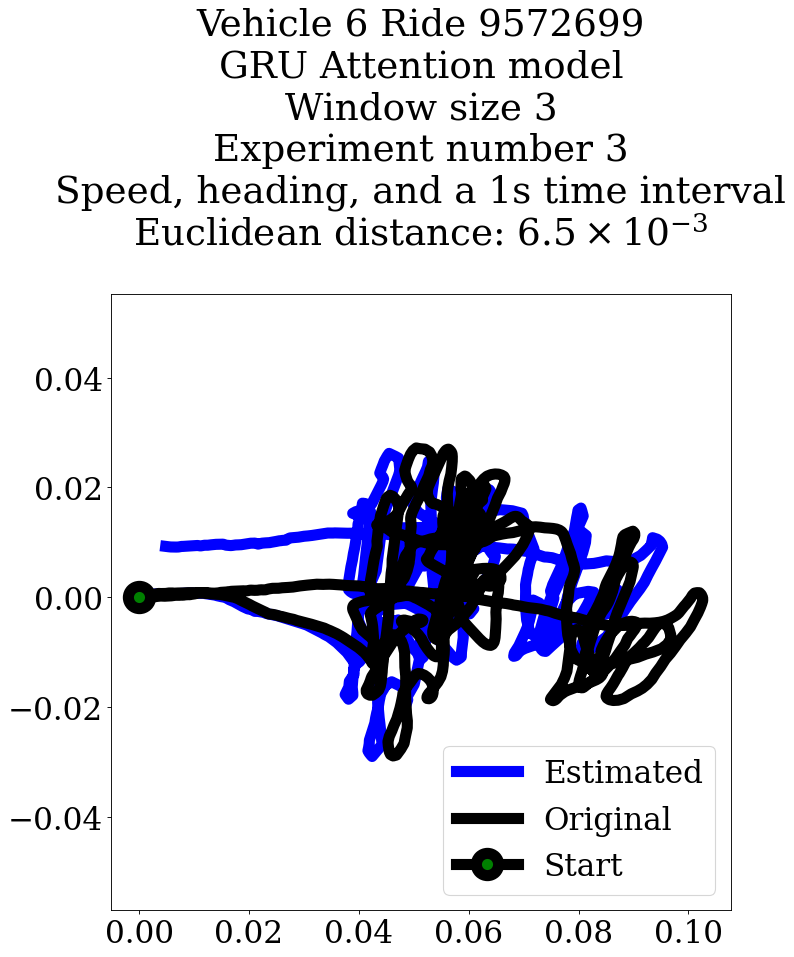 Vehicle 6 Ride 9572699
GRU Attention model
Window size 3
Experiment number 3
Speed, heading, and a 1s time interval
Euclidean distance: 6.5 × 10⁻³
0.04
0.02
0.00
−0.02
−0.04
Estimated
Original
Start
0.00 0.02 0.04 0.06 0.08 0.10